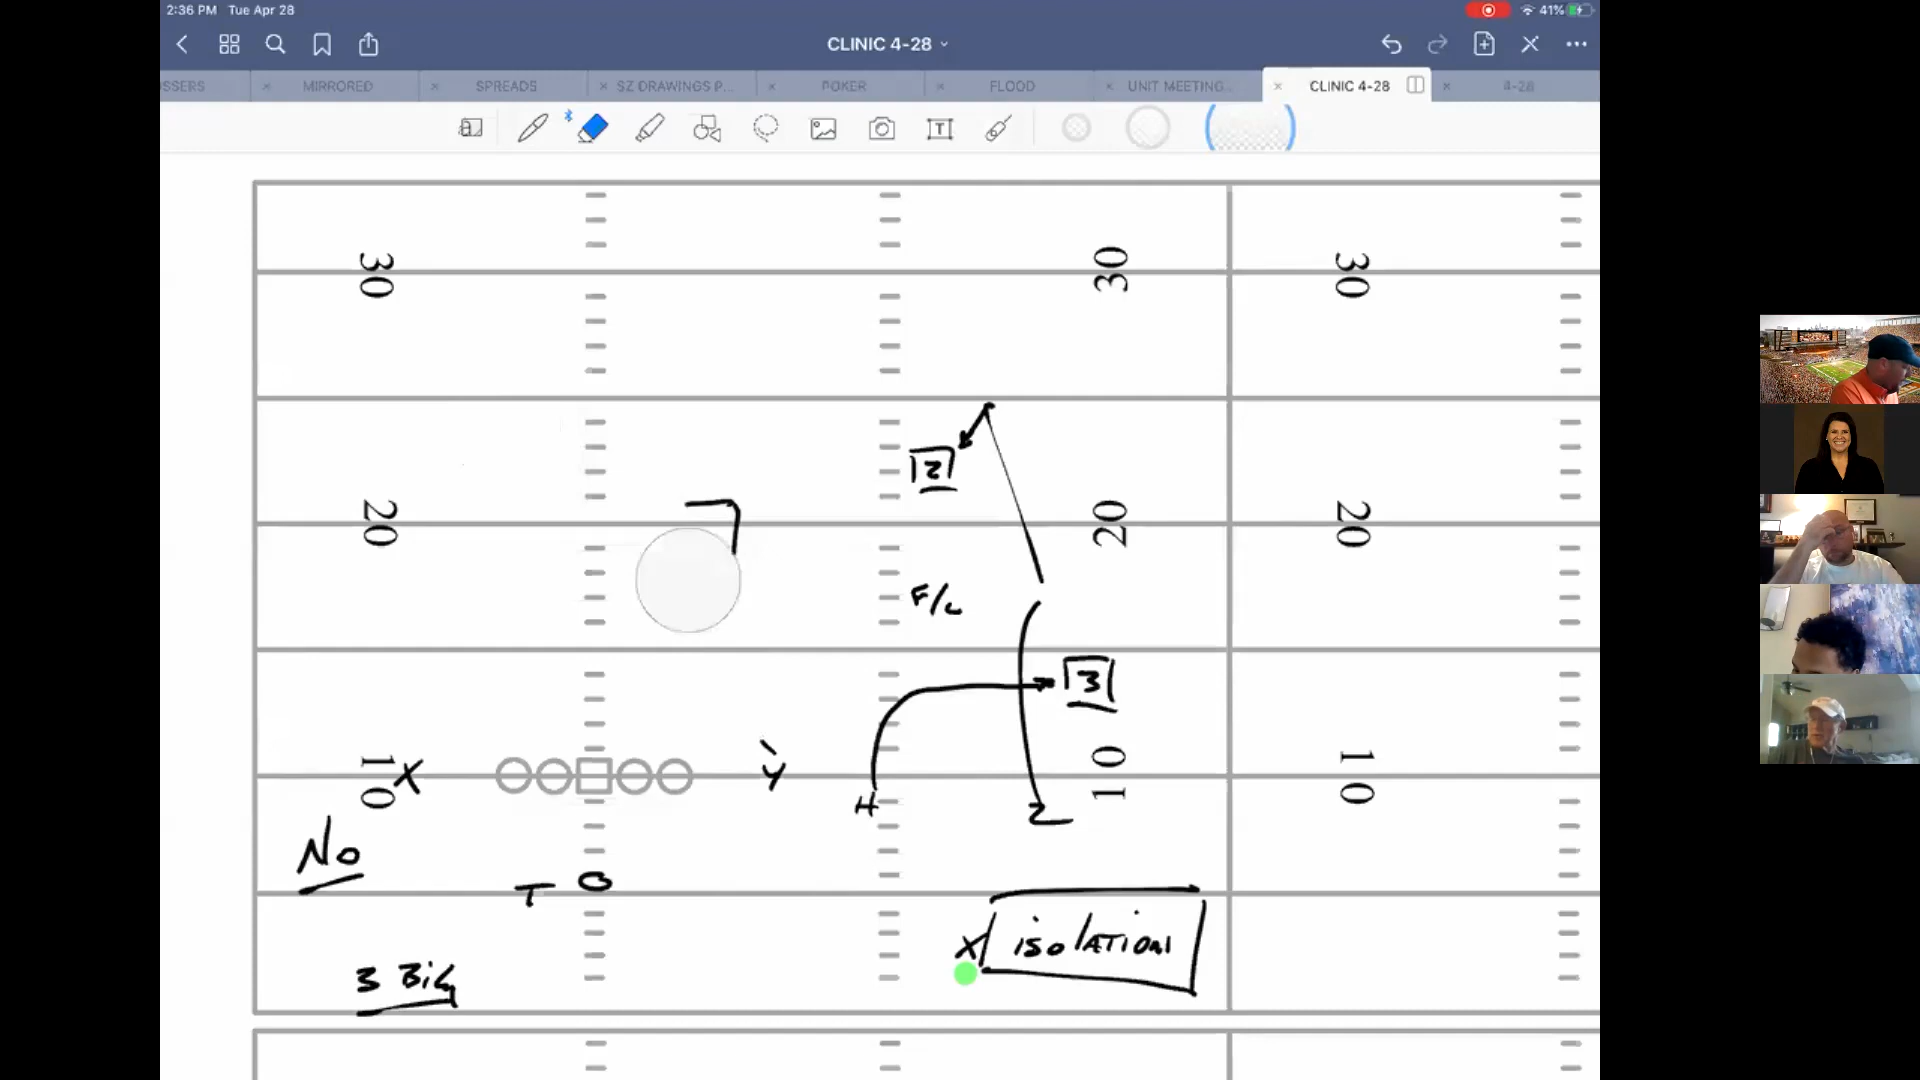 2:36 PM Tue Apr 28
41%
CLINIC 4-28
SSERS
MIRRORED
SPREADS
SZ DRAWINGS P...
POKER
FLOOD
UNIT MEETING...
CLINIC 4-28
4-28
T
30 30 30
2
20 20 20
F/L
3
10 X Y 10 10
H Z
No
T O
X/ isolATion
3 Big